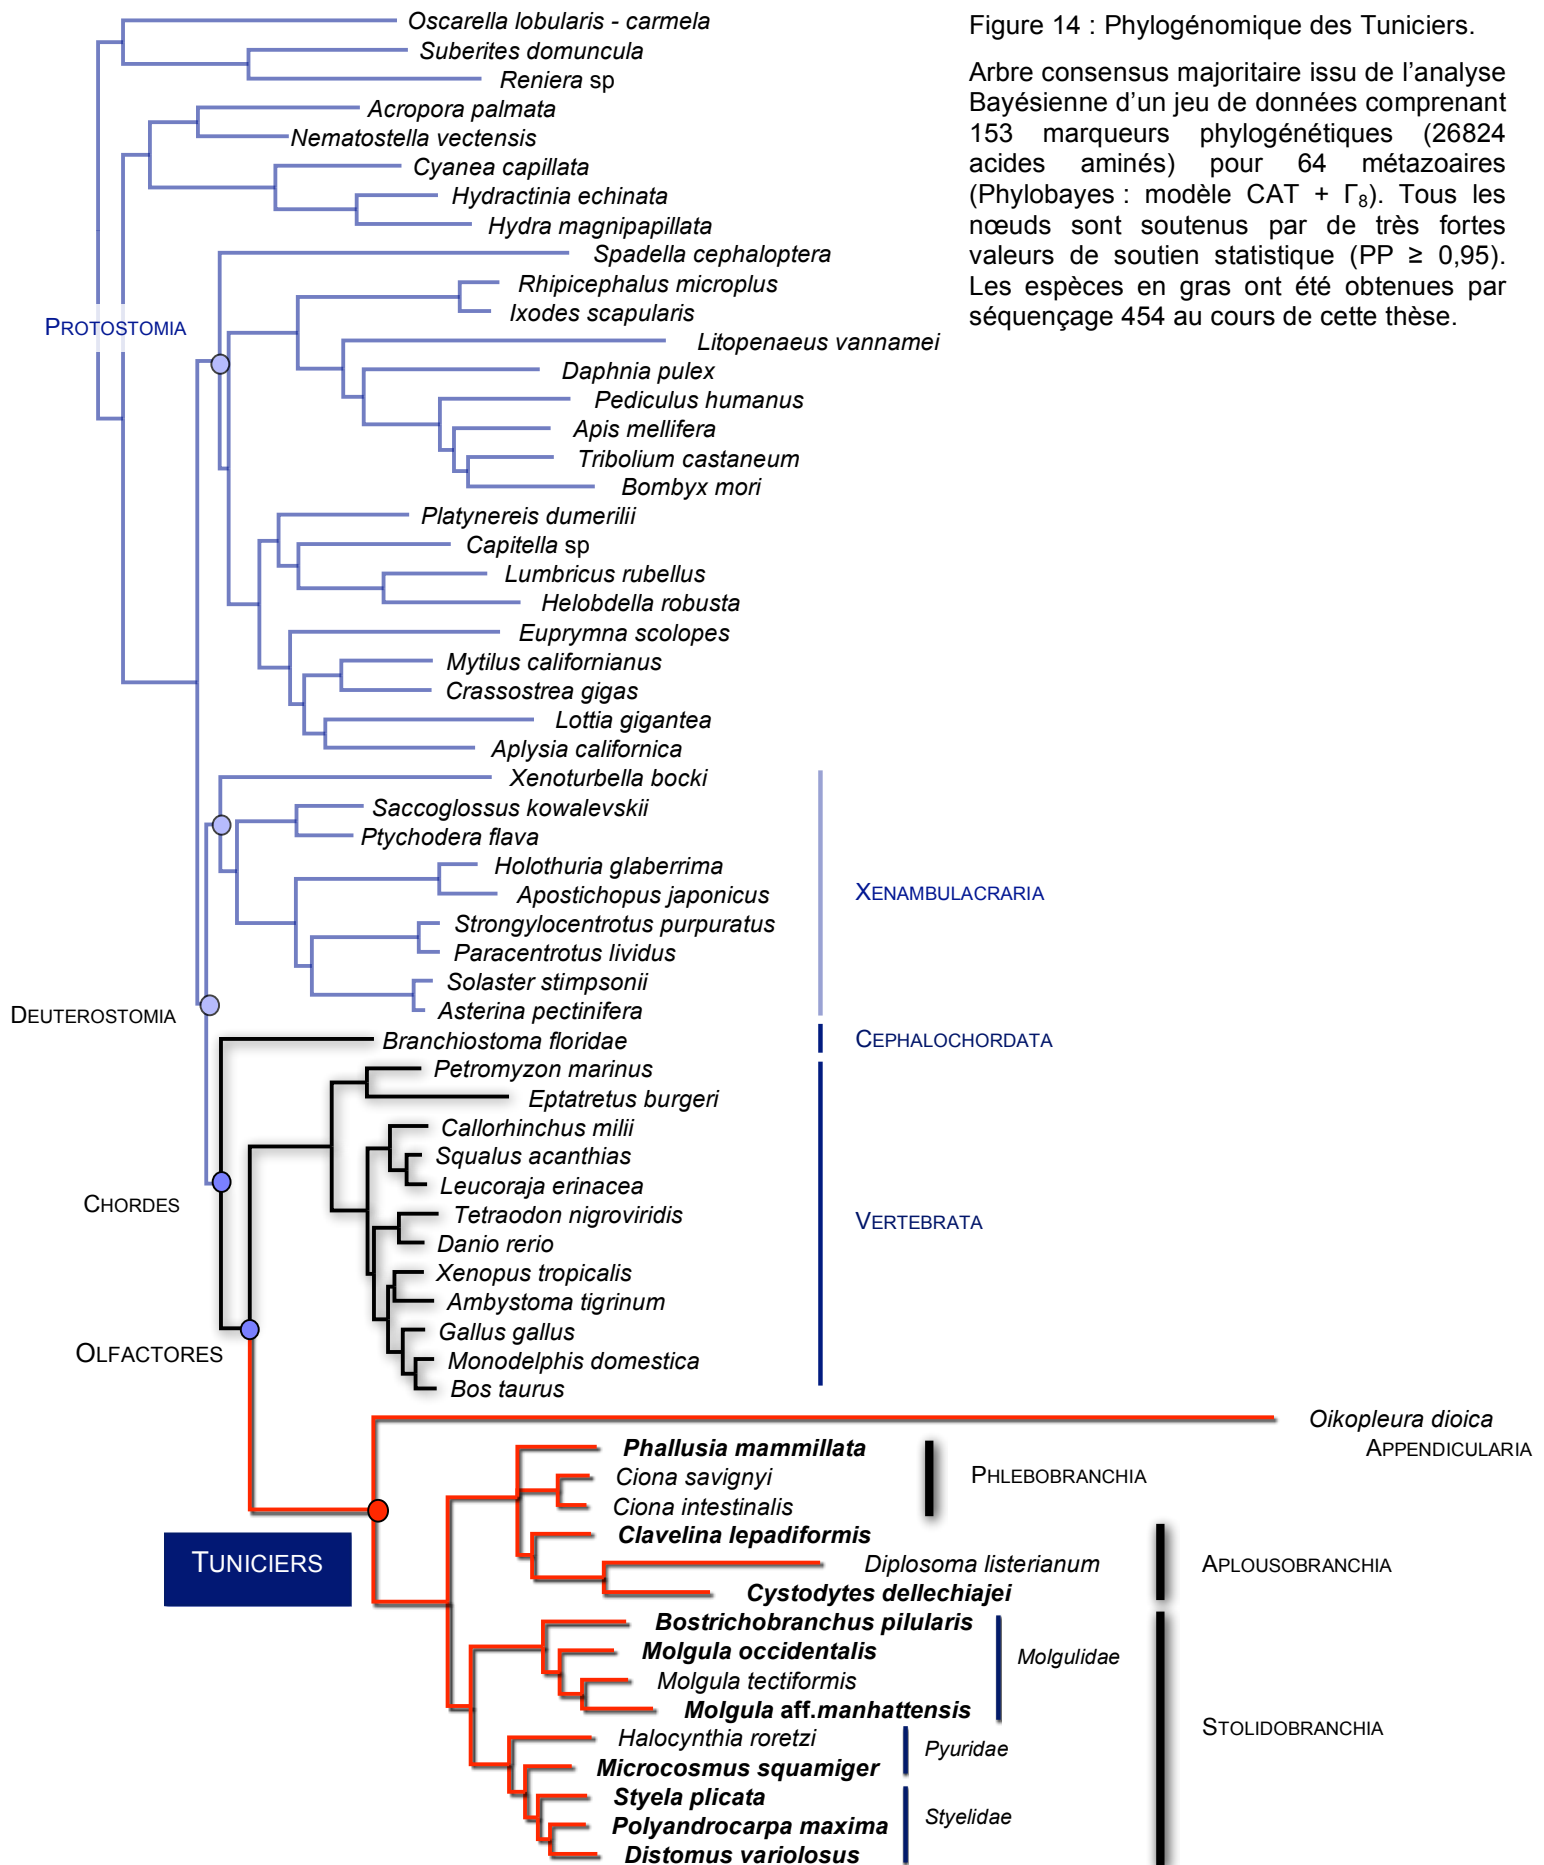 Figure 14 : Phylogénomique des Tuniciers.
Arbre consensus majoritaire issu de l'analyse
Bayésienne d'un jeu de données comprenant
153 marqueurs phylogénétiques (26824
acides aminés) pour 64 métazoaires
(Phylobayes : modèle CAT + Γ₈). Tous les
nœuds sont soutenus par de très fortes
valeurs de soutien statistique (PP ≥ 0,95).
Les espèces en gras ont été obtenues par
séquençage 454 au cours de cette thèse.
Oscarella lobularis - carmela
Suberites domuncula
Reniera sp
Acropora palmata
Nematostella vectensis
Cyanea capillata
Hydractinia echinata
Hydra magnipapillata
Spadella cephaloptera
Rhipicephalus microplus
Ixodes scapularis
PROTOSTOMIA
Litopenaeus vannamei
Daphnia pulex
Pediculus humanus
Apis mellifera
Tribolium castaneum
Bombyx mori
Platynereis dumerilii
Capitella sp
Lumbricus rubellus
Helobdella robusta
Euprymna scolopes
Mytilus californianus
Crassostrea gigas
Lottia gigantea
Aplysia californica
Xenoturbella bocki
Saccoglossus kowalevskii
Ptychodera flava
Holothuria glaberrima
Apostichopus japonicus
XENAMBULACRARIA
Strongylocentrotus purpuratus
Paracentrotus lividus
Solaster stimpsonii
Asterina pectinifera
DEUTEROSTOMIA
Branchiostoma floridae
CEPHALOCHORDATA
Petromyzon marinus
Eptatretus burgeri
Callorhinchus milii
Squalus acanthias
Leucoraja erinacea
CHORDES
Tetraodon nigroviridis
VERTEBRATA
Danio rerio
Xenopus tropicalis
Ambystoma tigrinum
Gallus gallus
OLFACTORES
Monodelphis domestica
Bos taurus
Oikopleura dioica
APPENDICULARIA
Phallusia mammillata
Ciona savignyi
PHLEBOBRANCHIA
Ciona intestinalis
Clavelina lepadiformis
TUNICIERS
Diplosoma listerianum
APLOUSOBRANCHIA
Cystodytes dellechiajei
Bostrichobranchus pilularis
Molgula occidentalis
Molgulidae
Molgula tectiformis
Molgula aff.manhattensis
STOLIDOBRANCHIA
Halocynthia roretzi
Pyuridae
Microcosmus squamiger
Styela plicata
Styelidae
Polyandrocarpa maxima
Distomus variolosus